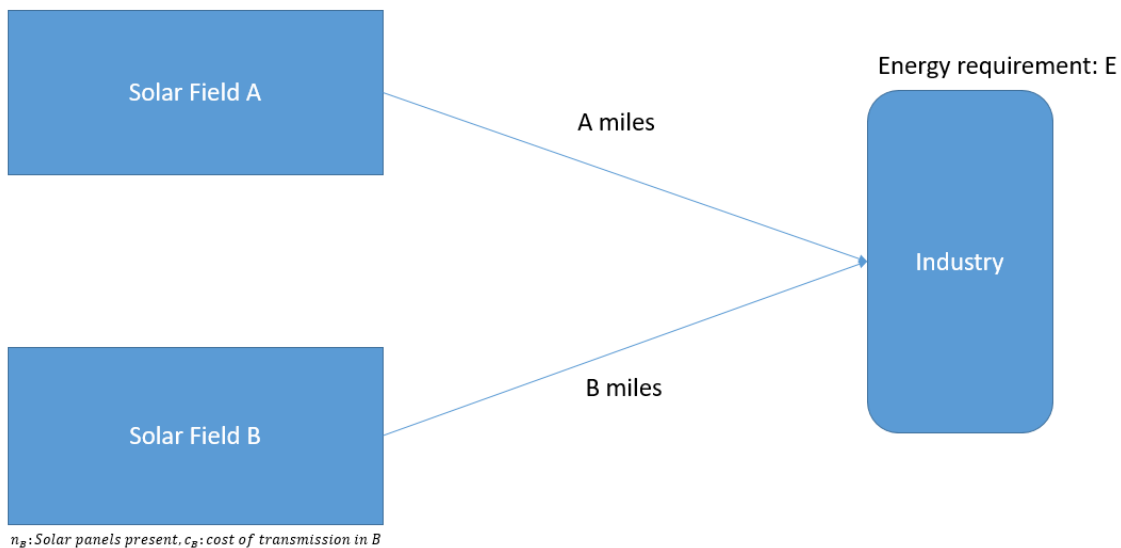 Solar Field A
Energy requirement: E
A miles
Industry
B miles
Solar Field B
n_B: Solar panels present, c_B: cost of transmission in B